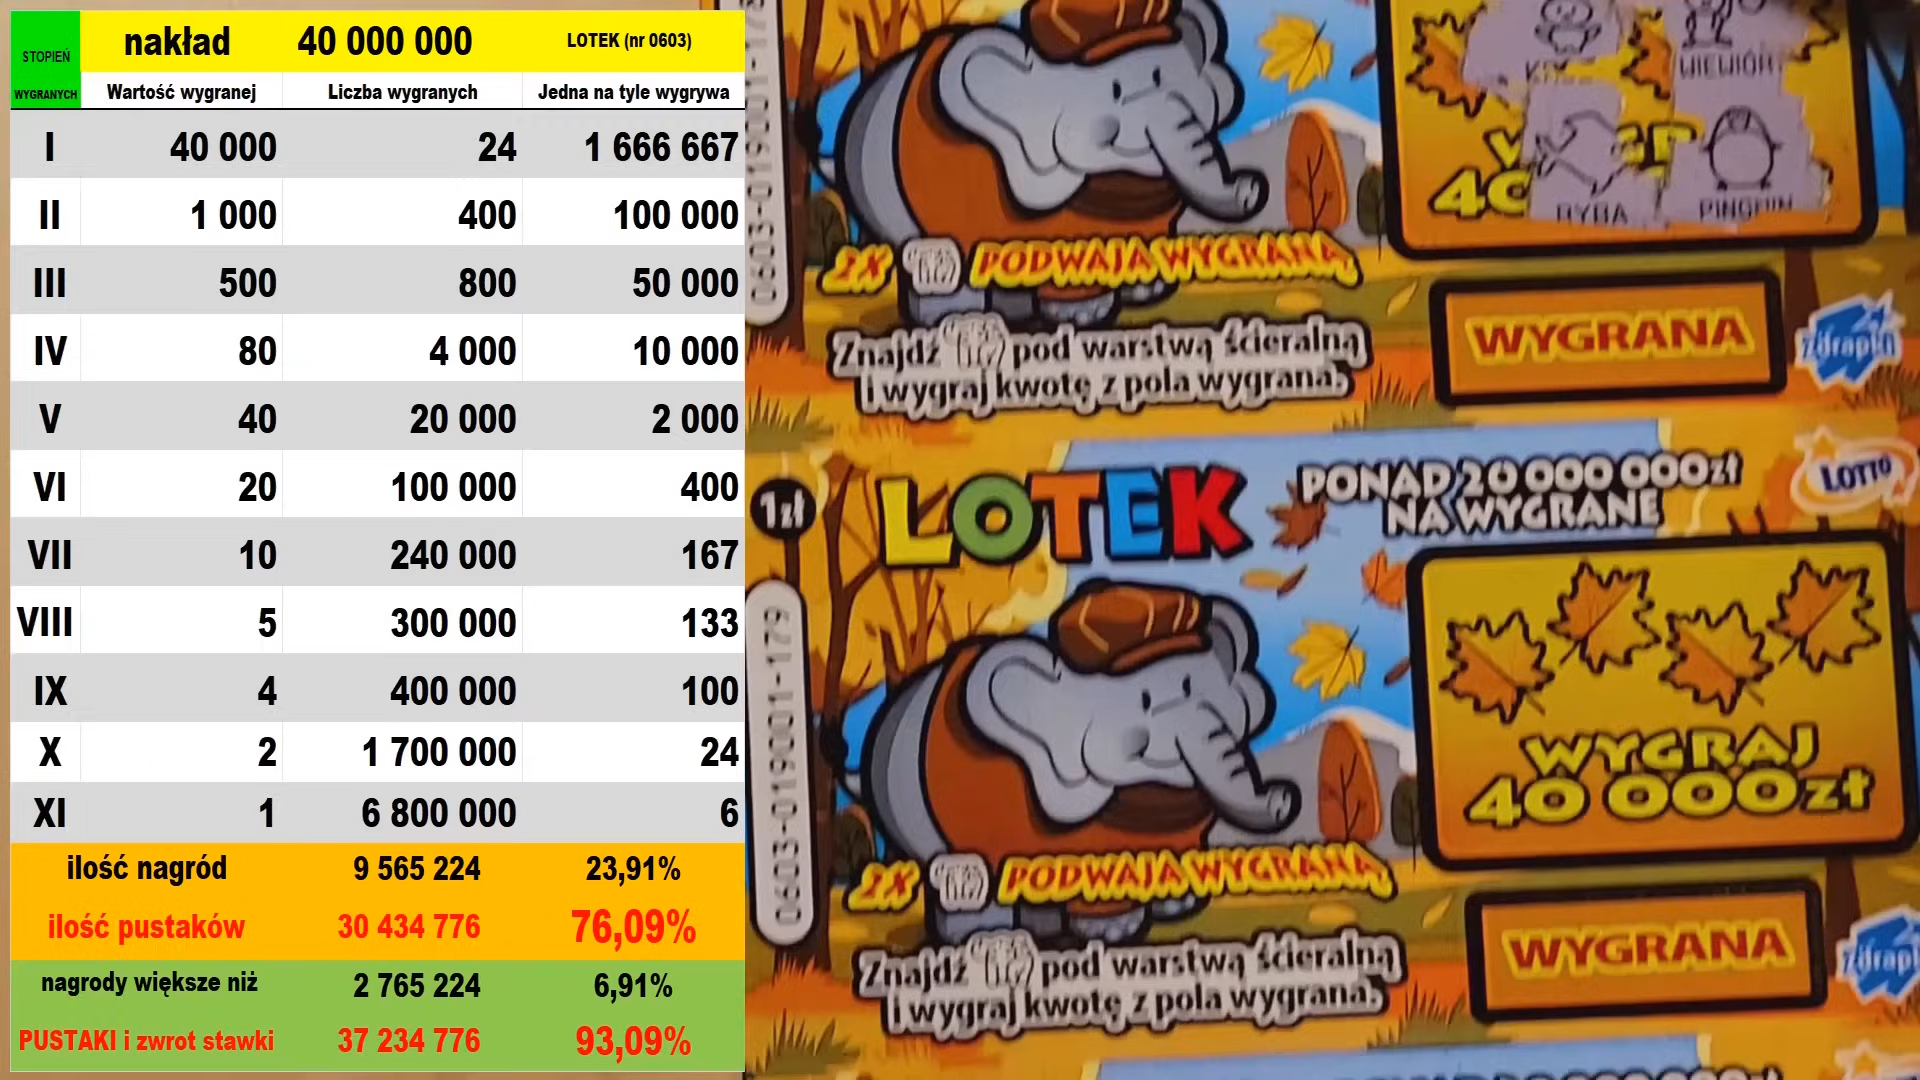 STOPIEŃ
WYGRANYCH
nakład 40 000 000 LOTEK (nr 0603)
Wartość wygranej Liczba wygranych Jedna na tyle wygrywa
I 40 000 24 1 666 667
II 1 000 400 100 000
III 500 800 50 000
IV 80 4 000 10 000
V 40 20 000 2 000
VI 20 100 000 400
VII 10 240 000 167
VIII 5 300 000 133
IX 4 400 000 100
X 2 1 700 000 24
XI 1 6 800 000 6
ilość nagród 9 565 224 23,91%
ilość pustaków 30 434 776 76,09%
nagrody większe niż 2 765 224 6,91%
PUSTAKI i zwrot stawki 37 234 776 93,09%
RYBA PINGWIN
2X PODWAJA WYGRANĄ
Znajdź pod warstwą ścieralną
i wygraj kwotę z pola wygrana.
WYGRANA
zdrapki
1zł
LOTEK
PONAD 20 000 000zł
NA WYGRANE
LOTTO
0603-019001-179
WYGRAJ
40 000zł
2X PODWAJA WYGRANĄ
Znajdź pod warstwą ścieralną
i wygraj kwotę z pola wygrana.
WYGRANA